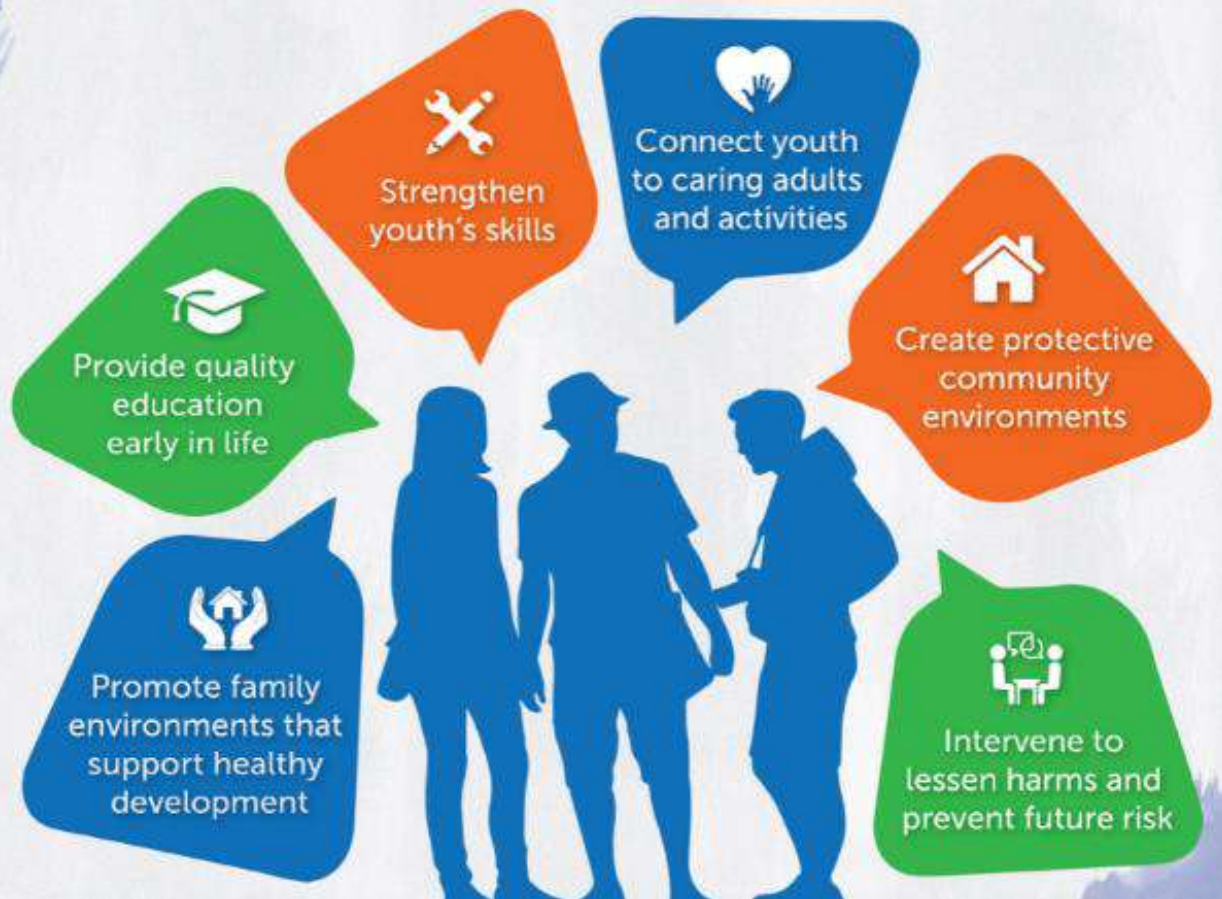 Promote family
environments that
support healthy
development
Provide quality
education
early in life
Strengthen
youth's skills
Connect youth
to caring adults
and activities
Create protective
community
environments
Intervene to
lessen harms and
prevent future risk